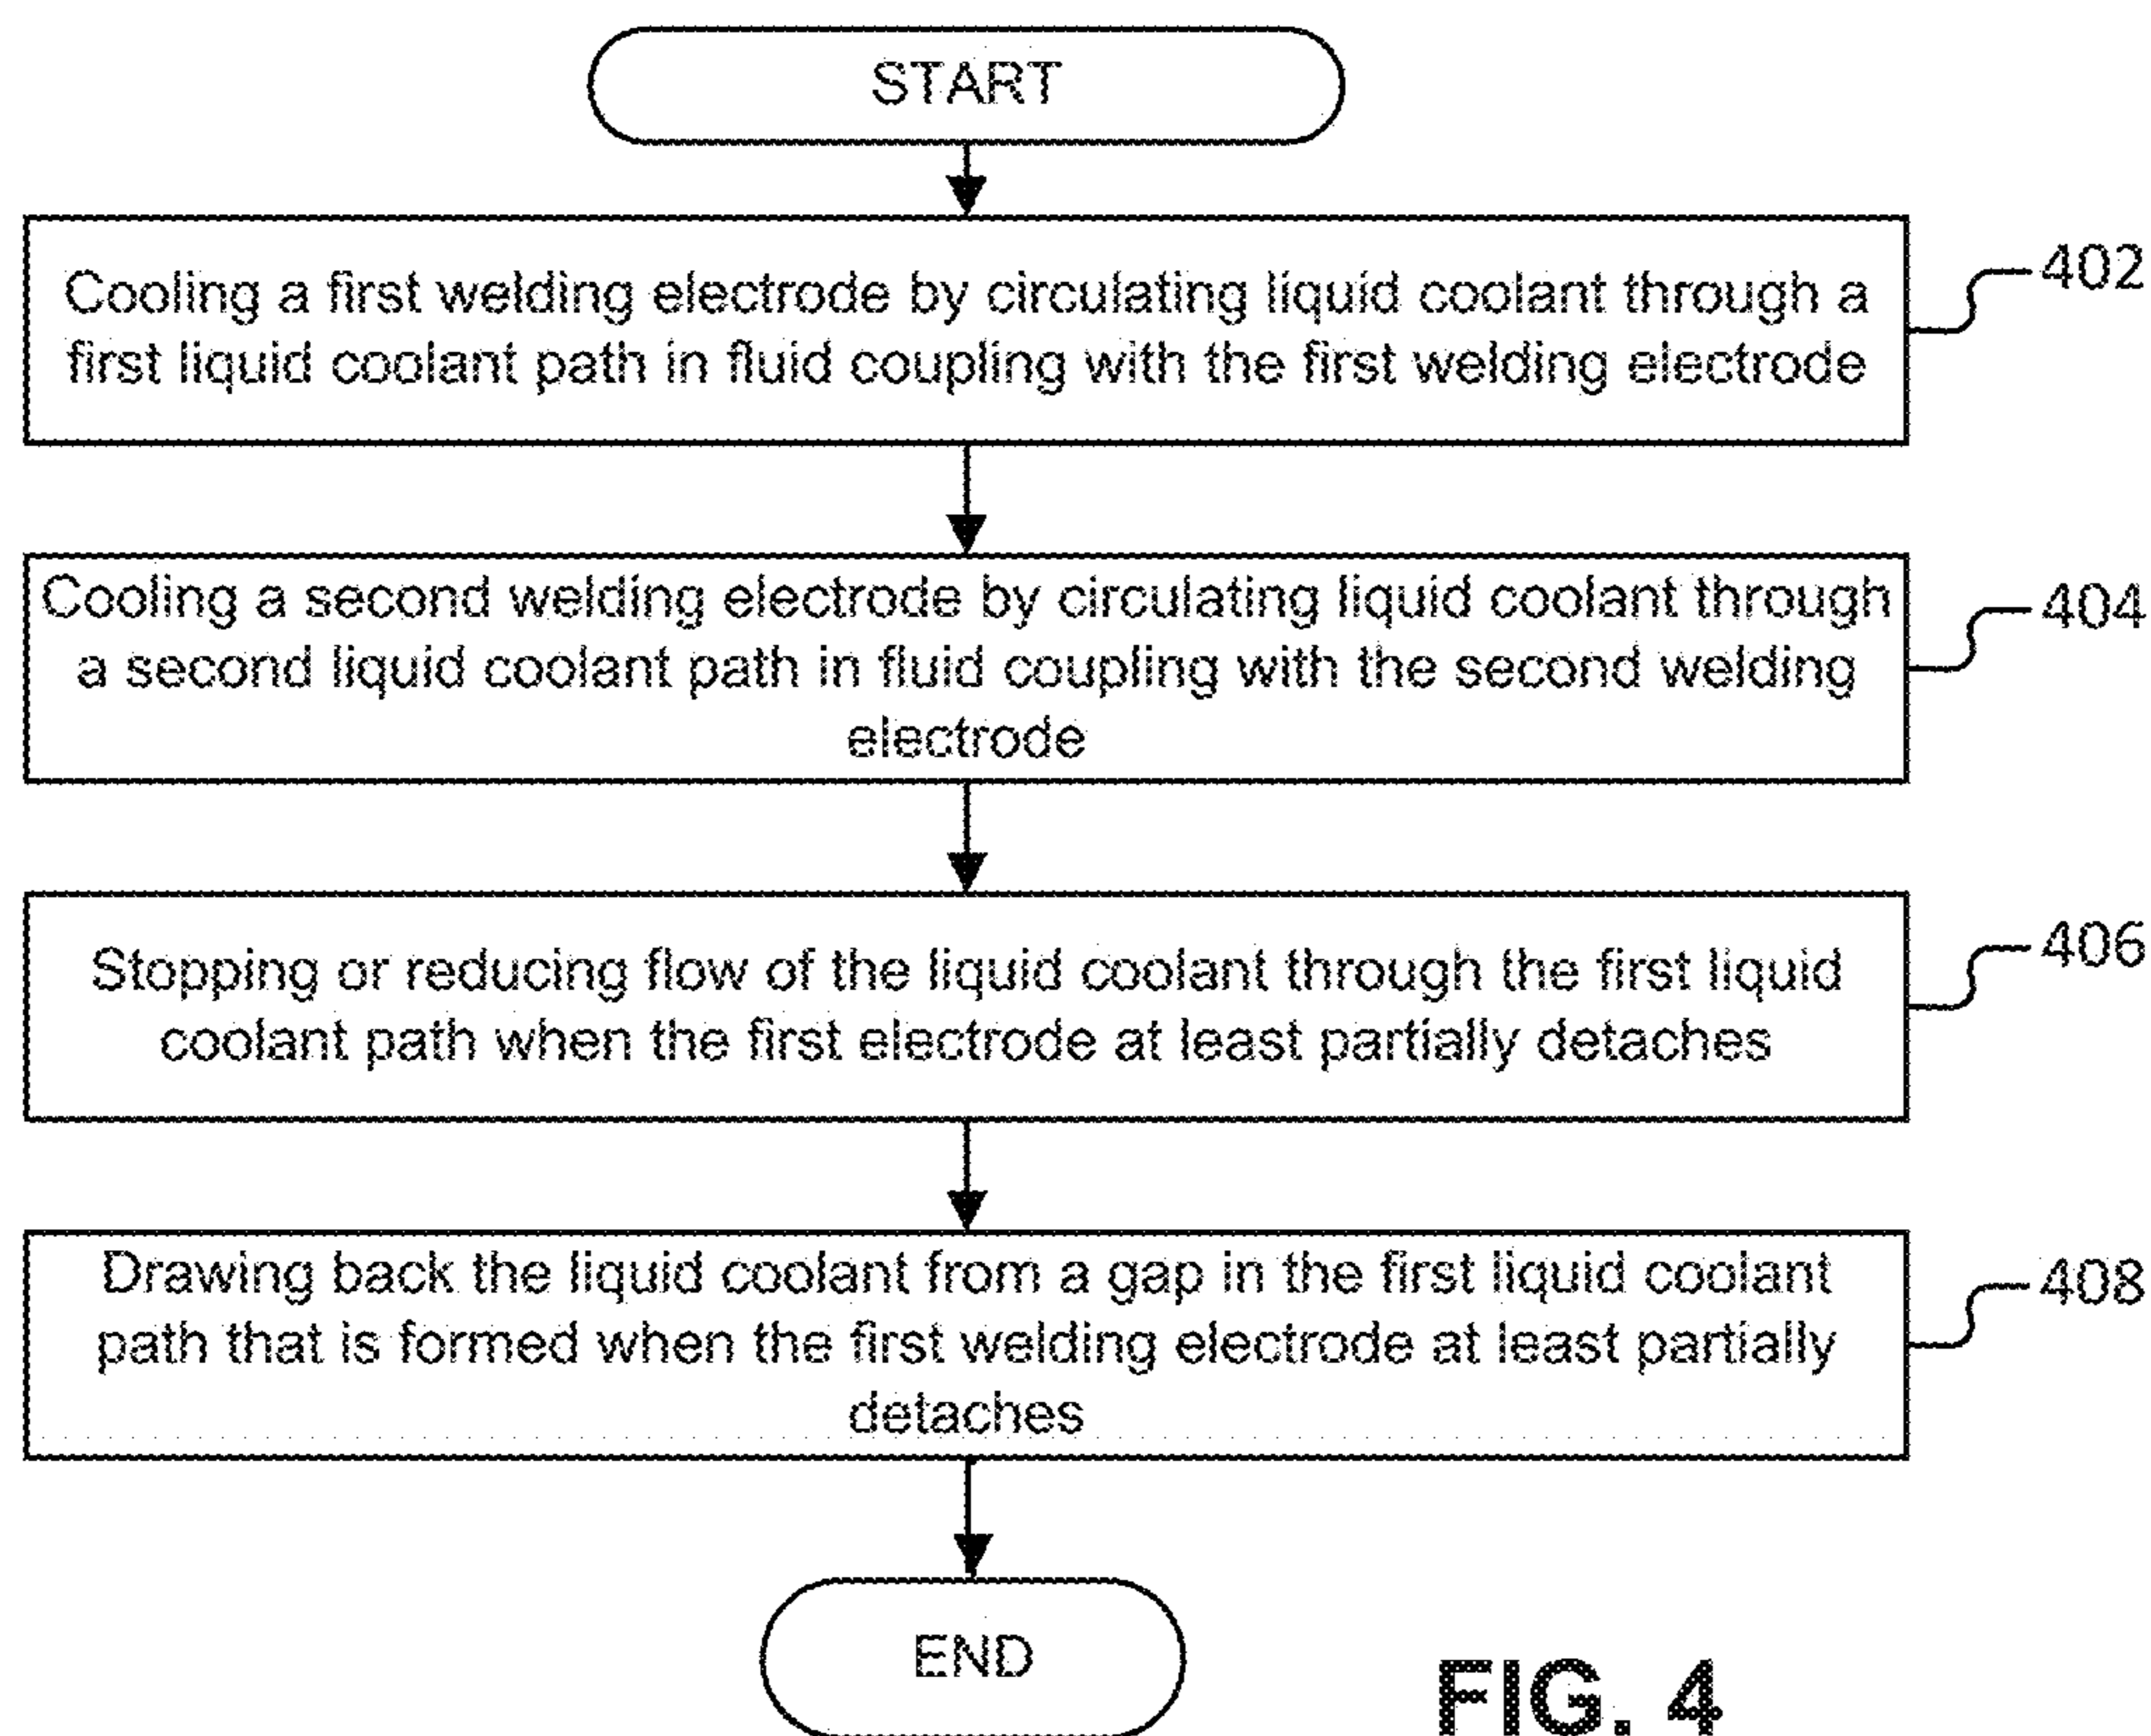 START
Cooling a first welding electrode by circulating liquid coolant through a
first liquid coolant path in fluid coupling with the first welding electrode
402
Cooling a second welding electrode by circulating liquid coolant through
a second liquid coolant path in fluid coupling with the second welding
electrode
404
Stopping or reducing flow of the liquid coolant through the first liquid
coolant path when the first electrode at least partially detaches
406
Drawing back the liquid coolant from a gap in the first liquid coolant
path that is formed when the first welding electrode at least partially
detaches
408
END
FIG. 4